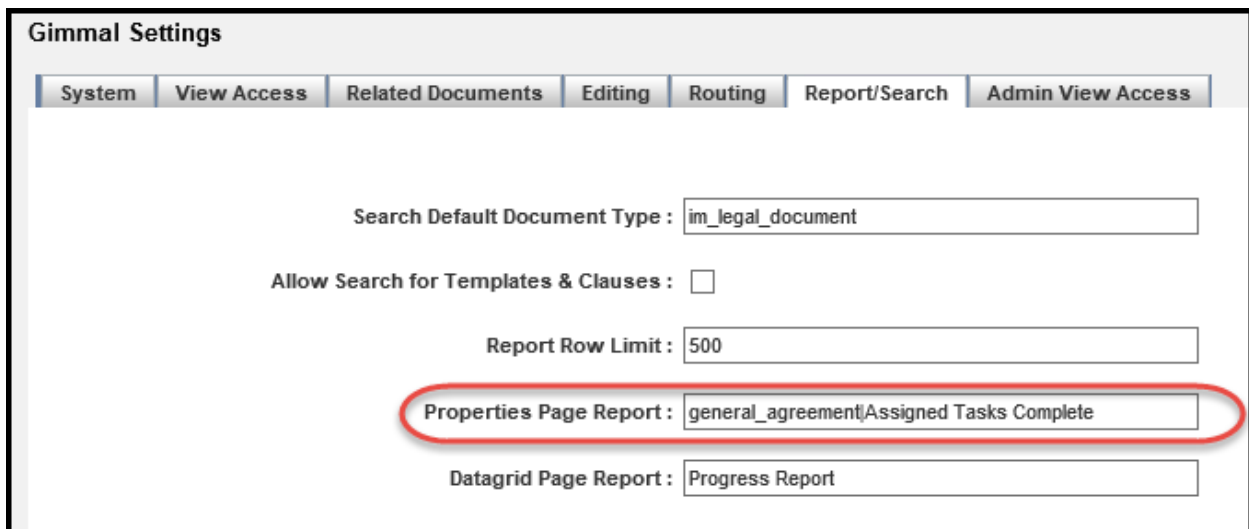 Gimmal Settings
System View Access Related Documents Editing Routing Report/Search Admin View Access
Search Default Document Type : im_legal_document
Allow Search for Templates & Clauses :
Report Row Limit : 500
Properties Page Report : general_agreement|Assigned Tasks Complete
Datagrid Page Report : Progress Report